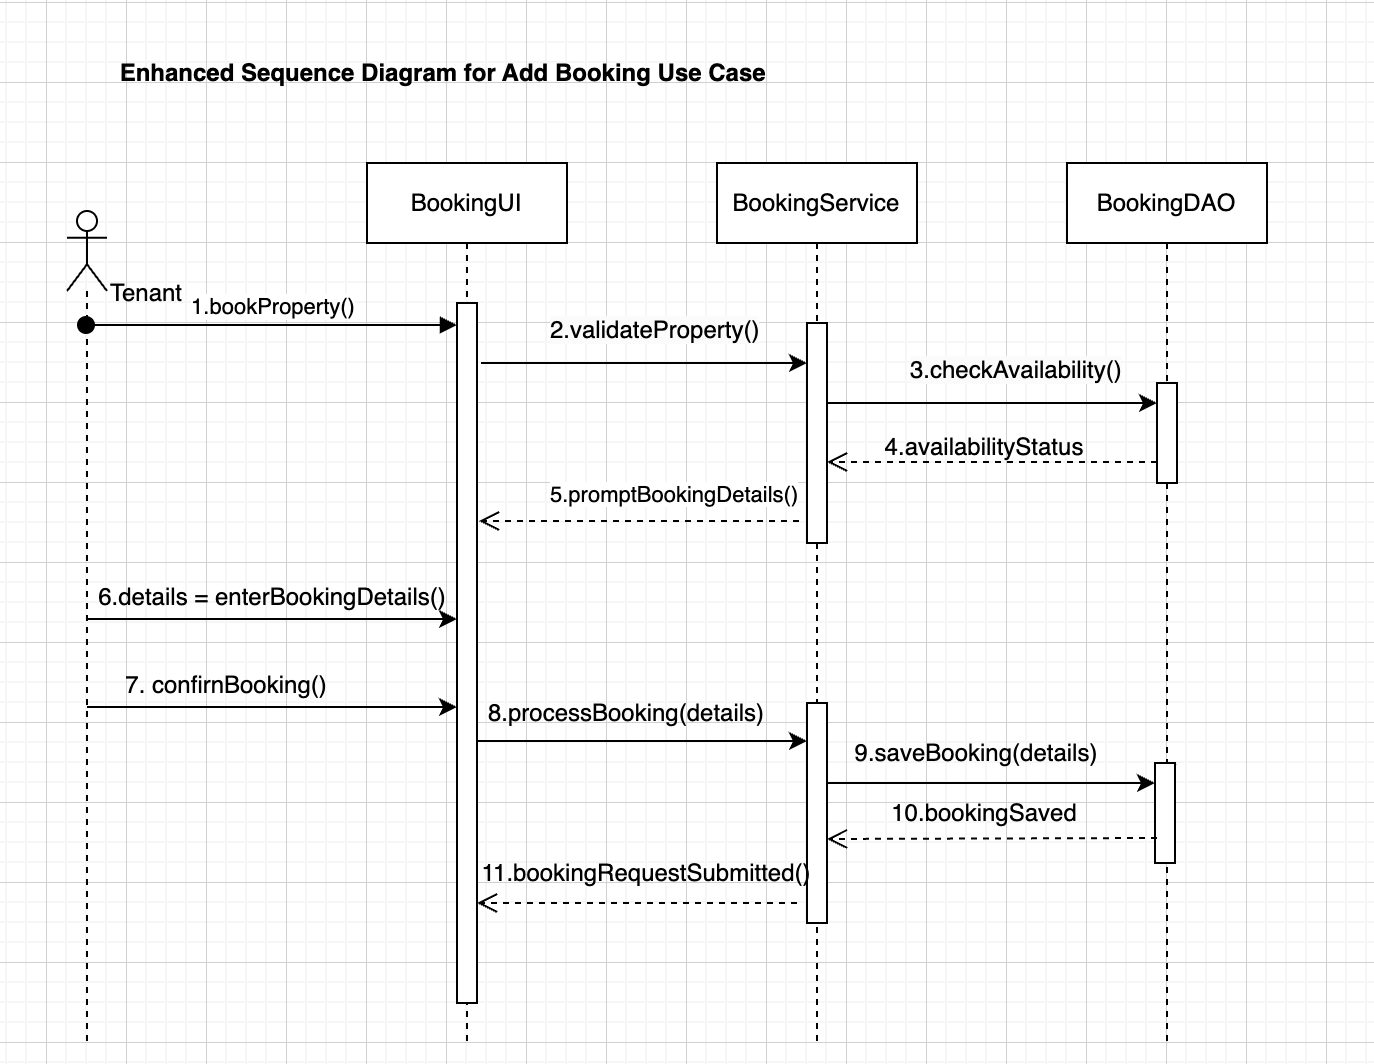 Enhanced Sequence Diagram for Add Booking Use Case
BookingUI
BookingService
BookingDAO
Tenant
1.bookProperty()
2.validateProperty()
3.checkAvailability()
4.availabilityStatus
5.promptBookingDetails()
6.details = enterBookingDetails()
7. confirnBooking()
8.processBooking(details)
9.saveBooking(details)
10.bookingSaved
11.bookingRequestSubmitted()